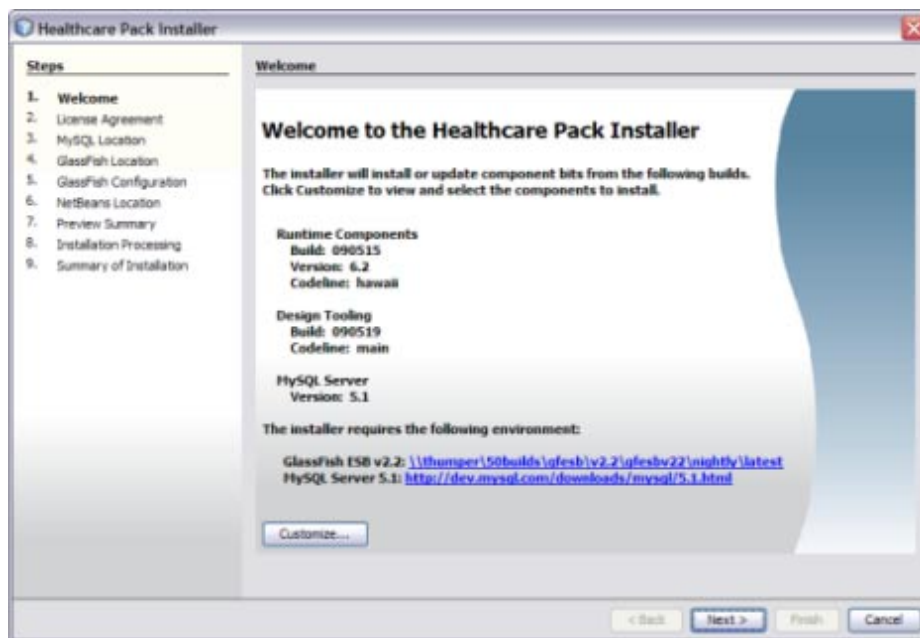 Healthcare Pack Installer
Steps
1. Welcome
2. License Agreement
3. MySQL Location
4. GlassFish Location
5. GlassFish Configuration
6. NetBeans Location
7. Preview Summary
8. Installation Processing
9. Summary of Installation
Welcome
Welcome to the Healthcare Pack Installer
The installer will install or update component bits from the following builds.
Click Customize to view and select the components to install.
Runtime Components
Build: 090515
Version: 6.2
Codeline: hawaii
Design Tooling
Build: 090519
Codeline: main
MySQL Server
Version: 5.1
The installer requires the following environment:
GlassFish ESB v2.2: \\thumper\50builds\gfesb\v2.2\gfesbv22\nightly\latest
MySQL Server 5.1: http://dev.mysql.com/downloads/mysql/5.1.html
Customize...
< Back Next > Finish Cancel